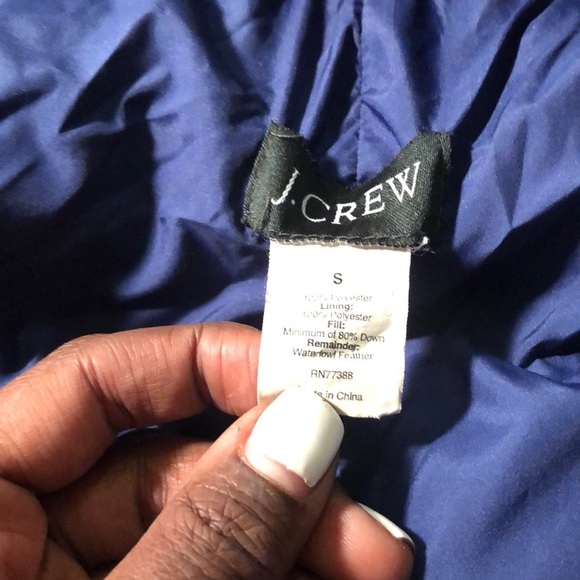 J.CREW
S
100% Polyester
Lining:
100% Polyester
Fill:
Minimum of 80% Down
Remainder:
Waterfowl Feather
RN77388
in China